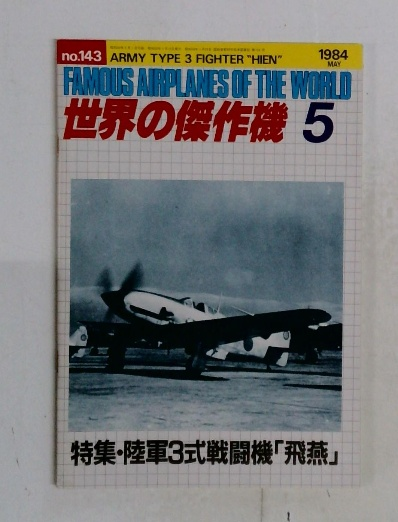 no.143 ARMY TYPE 3 FIGHTER "HIEN" 1984
MAY
FAMOUS AIRPLANES OF THE WORLD
世界の傑作機 5
特集・陸軍3式戦闘機「飛燕」